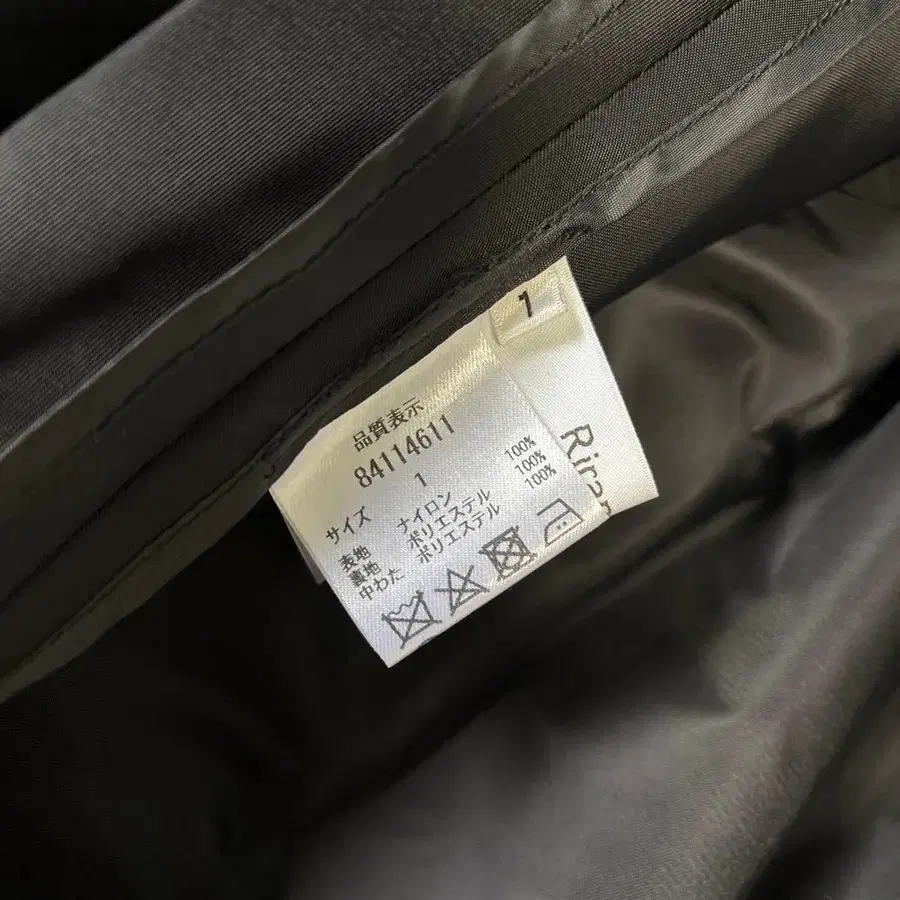 1
品質表示
84114611
サイズ 1
表地 ナイロン 100%
裏地 ポリエステル 100%
中わた ポリエステル 100%